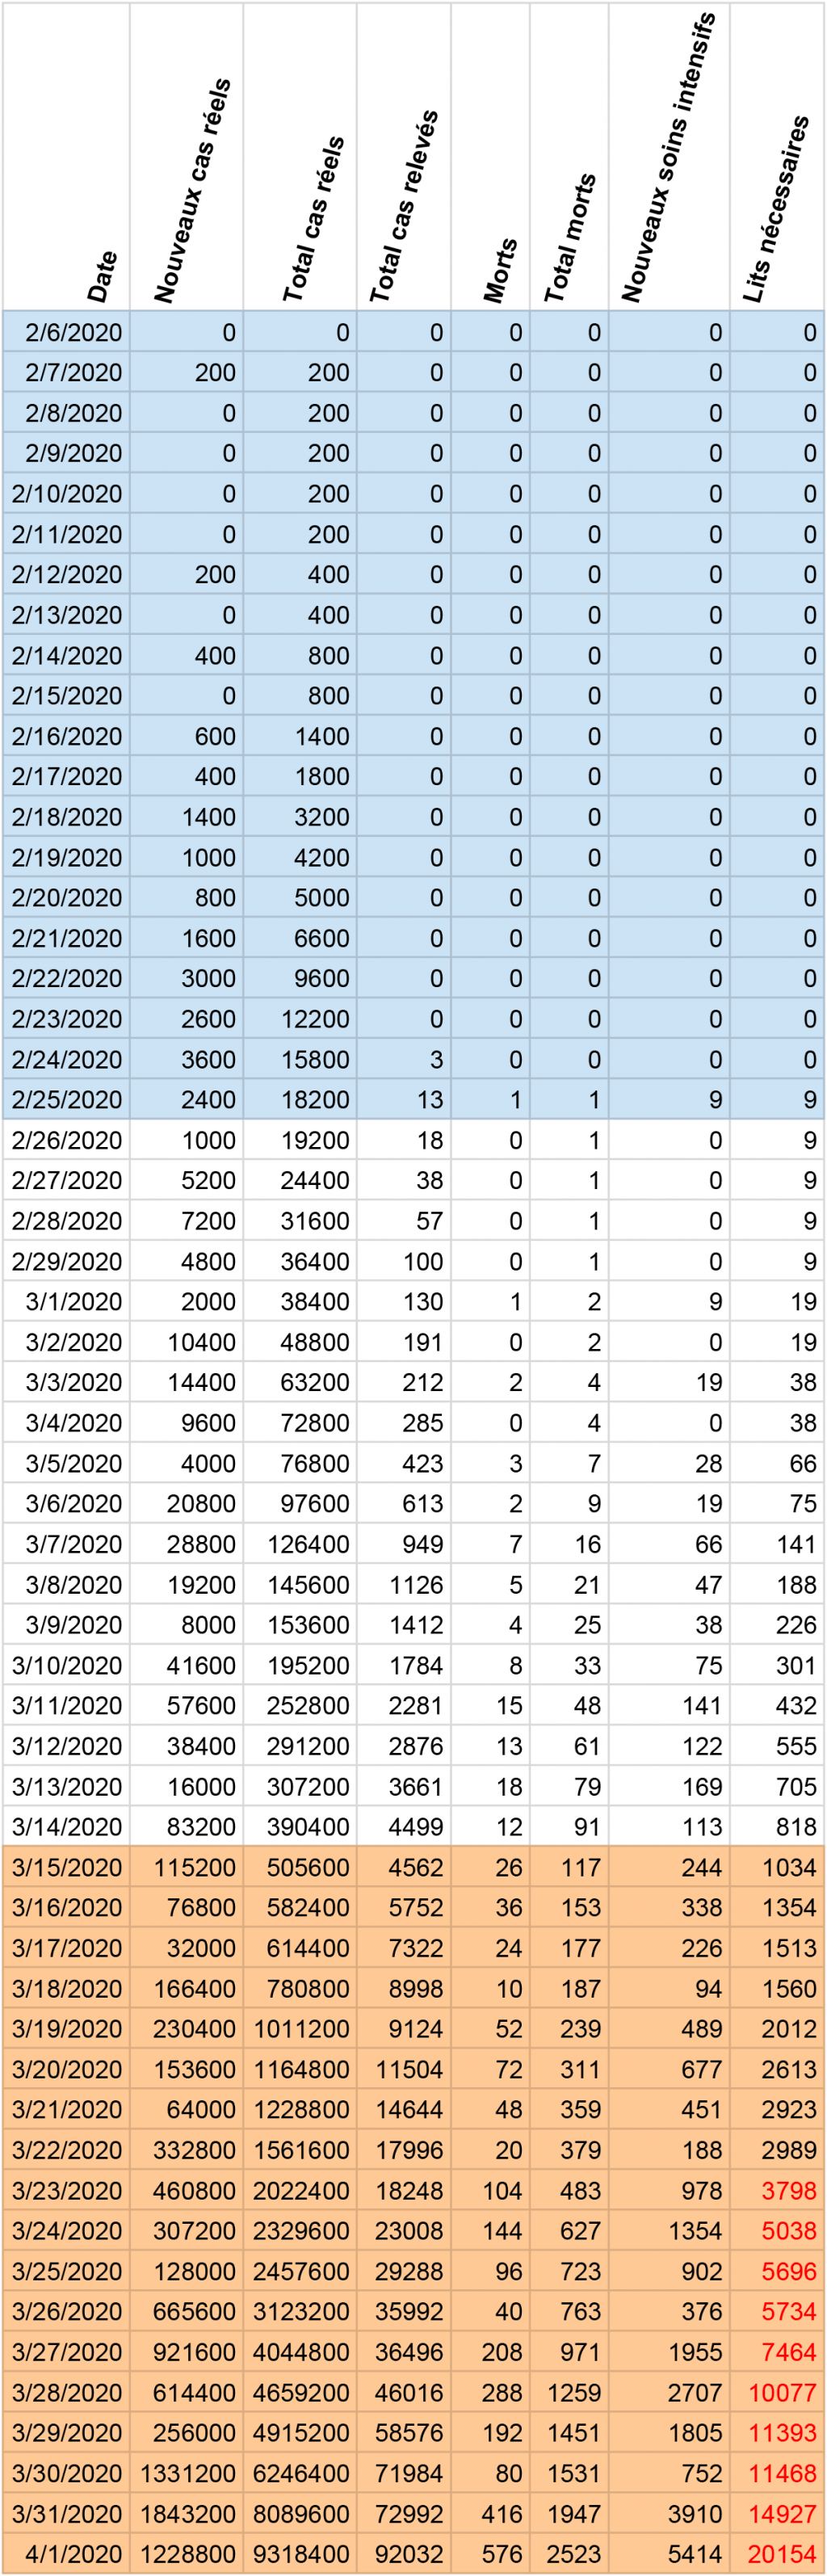 Date Nouveaux cas réels Total cas réels Total cas relevés Morts Total morts Nouveaux soins intensifs Lits nécessaires
2/6/2020 0 0 0 0 0 0 0
2/7/2020 200 200 0 0 0 0 0
2/8/2020 0 200 0 0 0 0 0
2/9/2020 0 200 0 0 0 0 0
2/10/2020 0 200 0 0 0 0 0
2/11/2020 0 200 0 0 0 0 0
2/12/2020 200 400 0 0 0 0 0
2/13/2020 0 400 0 0 0 0 0
2/14/2020 400 800 0 0 0 0 0
2/15/2020 0 800 0 0 0 0 0
2/16/2020 600 1400 0 0 0 0 0
2/17/2020 400 1800 0 0 0 0 0
2/18/2020 1400 3200 0 0 0 0 0
2/19/2020 1000 4200 0 0 0 0 0
2/20/2020 800 5000 0 0 0 0 0
2/21/2020 1600 6600 0 0 0 0 0
2/22/2020 3000 9600 0 0 0 0 0
2/23/2020 2600 12200 0 0 0 0 0
2/24/2020 3600 15800 3 0 0 0 0
2/25/2020 2400 18200 13 1 1 9 9
2/26/2020 1000 19200 18 0 1 0 9
2/27/2020 5200 24400 38 0 1 0 9
2/28/2020 7200 31600 57 0 1 0 9
2/29/2020 4800 36400 100 0 1 0 9
3/1/2020 2000 38400 130 1 2 9 19
3/2/2020 10400 48800 191 0 2 0 19
3/3/2020 14400 63200 212 2 4 19 38
3/4/2020 9600 72800 285 0 4 0 38
3/5/2020 4000 76800 423 3 7 28 66
3/6/2020 20800 97600 613 2 9 19 75
3/7/2020 28800 126400 949 7 16 66 141
3/8/2020 19200 145600 1126 5 21 47 188
3/9/2020 8000 153600 1412 4 25 38 226
3/10/2020 41600 195200 1784 8 33 75 301
3/11/2020 57600 252800 2281 15 48 141 432
3/12/2020 38400 291200 2876 13 61 122 555
3/13/2020 16000 307200 3661 18 79 169 705
3/14/2020 83200 390400 4499 12 91 113 818
3/15/2020 115200 505600 4562 26 117 244 1034
3/16/2020 76800 582400 5752 36 153 338 1354
3/17/2020 32000 614400 7322 24 177 226 1513
3/18/2020 166400 780800 8998 10 187 94 1560
3/19/2020 230400 1011200 9124 52 239 489 2012
3/20/2020 153600 1164800 11504 72 311 677 2613
3/21/2020 64000 1228800 14644 48 359 451 2923
3/22/2020 332800 1561600 17996 20 379 188 2989
3/23/2020 460800 2022400 18248 104 483 978 3798
3/24/2020 307200 2329600 23008 144 627 1354 5038
3/25/2020 128000 2457600 29288 96 723 902 5696
3/26/2020 665600 3123200 35992 40 763 376 5734
3/27/2020 921600 4044800 36496 208 971 1955 7464
3/28/2020 614400 4659200 46016 288 1259 2707 10077
3/29/2020 256000 4915200 58576 192 1451 1805 11393
3/30/2020 1331200 6246400 71984 80 1531 752 11468
3/31/2020 1843200 8089600 72992 416 1947 3910 14927
4/1/2020 1228800 9318400 92032 576 2523 5414 20154